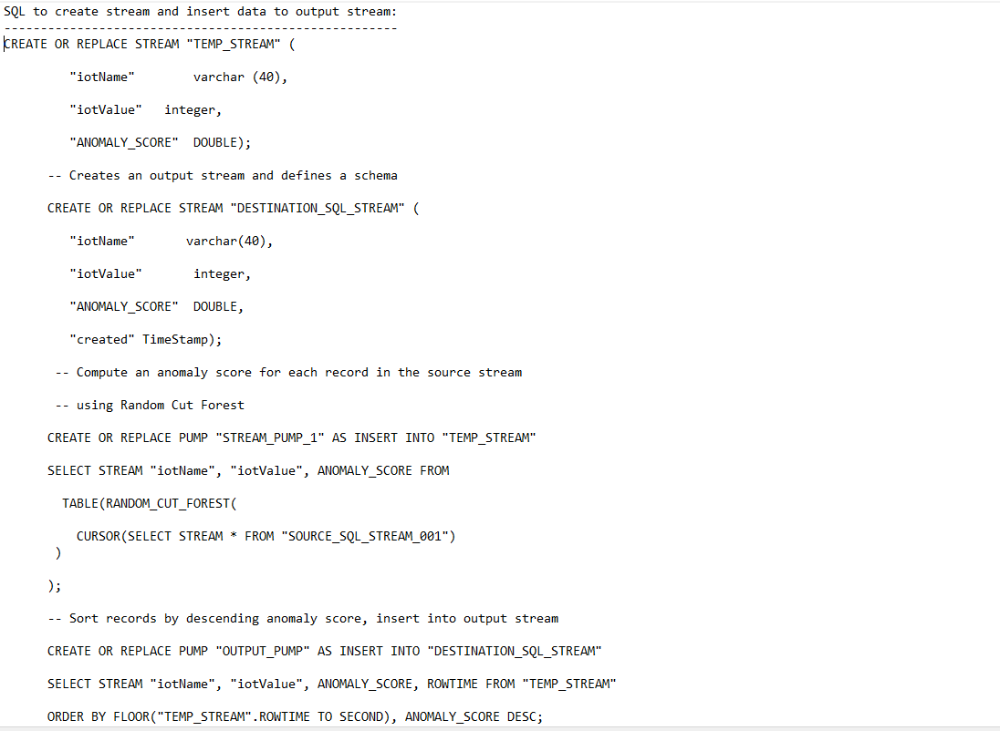 SQL to create stream and insert data to output stream:
------------------------------------------------------
CREATE OR REPLACE STREAM "TEMP_STREAM" (
"iotName"        varchar (40),
"iotValue"   integer,
"ANOMALY_SCORE"  DOUBLE);
-- Creates an output stream and defines a schema
CREATE OR REPLACE STREAM "DESTINATION_SQL_STREAM" (
"iotName"       varchar(40),
"iotValue"       integer,
"ANOMALY_SCORE"  DOUBLE,
"created" TimeStamp);
-- Compute an anomaly score for each record in the source stream
-- using Random Cut Forest
CREATE OR REPLACE PUMP "STREAM_PUMP_1" AS INSERT INTO "TEMP_STREAM"
SELECT STREAM "iotName", "iotValue", ANOMALY_SCORE FROM
TABLE(RANDOM_CUT_FOREST(
CURSOR(SELECT STREAM * FROM "SOURCE_SQL_STREAM_001")
)
);
-- Sort records by descending anomaly score, insert into output stream
CREATE OR REPLACE PUMP "OUTPUT_PUMP" AS INSERT INTO "DESTINATION_SQL_STREAM"
SELECT STREAM "iotName", "iotValue", ANOMALY_SCORE, ROWTIME FROM "TEMP_STREAM"
ORDER BY FLOOR("TEMP_STREAM".ROWTIME TO SECOND), ANOMALY_SCORE DESC;